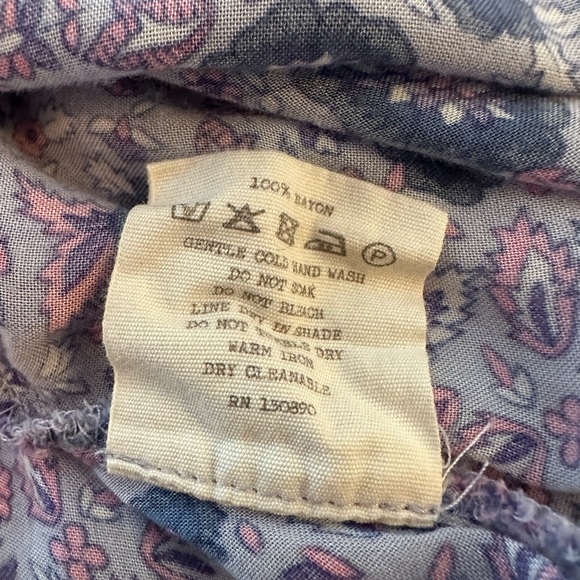 100% RAYON
P
GENTLE COLD HAND WASH
DO NOT SOAK
DO NOT BLEACH
LINE DRY IN SHADE
DO NOT TUMBLE DRY
WARM IRON
DRY CLEANABLE
RN 130890